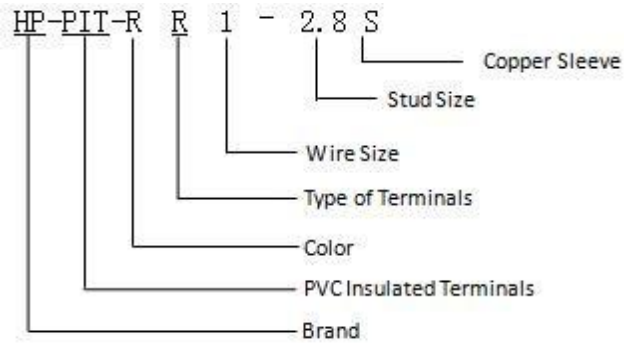 HP-PIT-R R 1 - 2.8 S
Copper Sleeve
Stud Size
Wire Size
Type of Terminals
Color
PVC Insulated Terminals
Brand